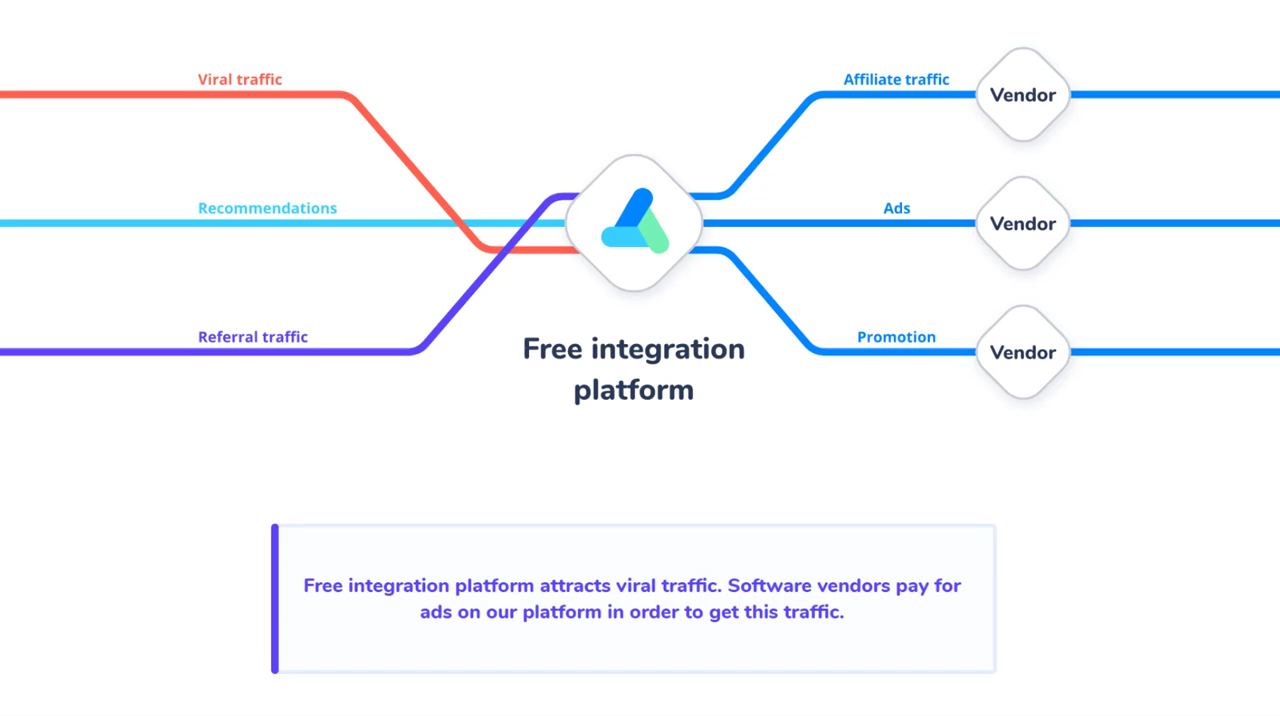 Viral traffic
Affiliate traffic
Vendor
Recommendations
Ads
Vendor
Referral traffic
Promotion
Vendor
Free integration
platform
Free integration platform attracts viral traffic. Software vendors pay for
ads on our platform in order to get this traffic.